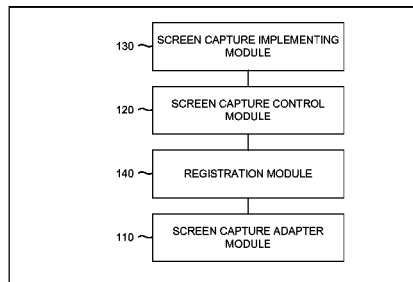 130 SCREEN CAPTURE IMPLEMENTING
MODULE
120 SCREEN CAPTURE CONTROL
MODULE
140 REGISTRATION MODULE
110 SCREEN CAPTURE ADAPTER
MODULE